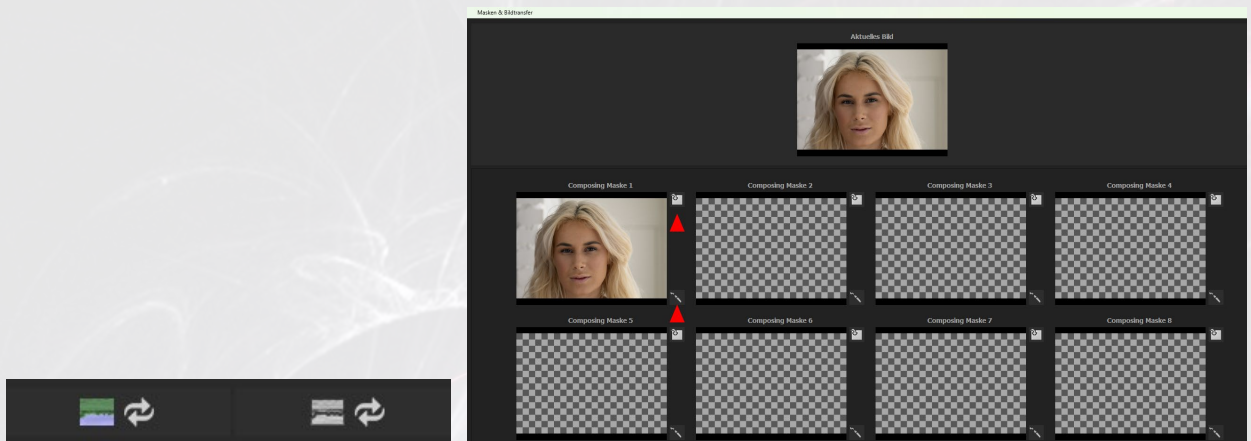 Masken & Bildtransfer
Aktuelles Bild
Composing Maske 1
Composing Maske 2
Composing Maske 3
Composing Maske 4
Composing Maske 5
Composing Maske 6
Composing Maske 7
Composing Maske 8